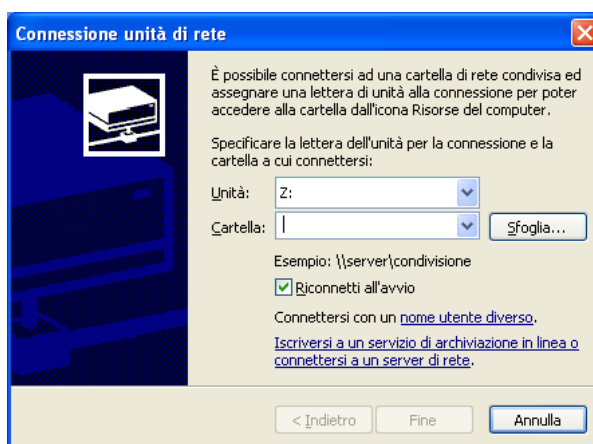 Connessione unità di rete
È possibile connettersi ad una cartella di rete condivisa ed
assegnare una lettera di unità alla connessione per poter
accedere alla cartella dall'icona Risorse del computer.
Specificare la lettera dell'unità per la connessione e la
cartella a cui connettersi:
Unità: Z:
Cartella: Sfoglia...
Esempio: \\server\condivisione
Riconnetti all'avvio
Connettersi con un nome utente diverso.
Iscriversi a un servizio di archiviazione in linea o
connettersi a un server di rete.
< Indietro Fine Annulla